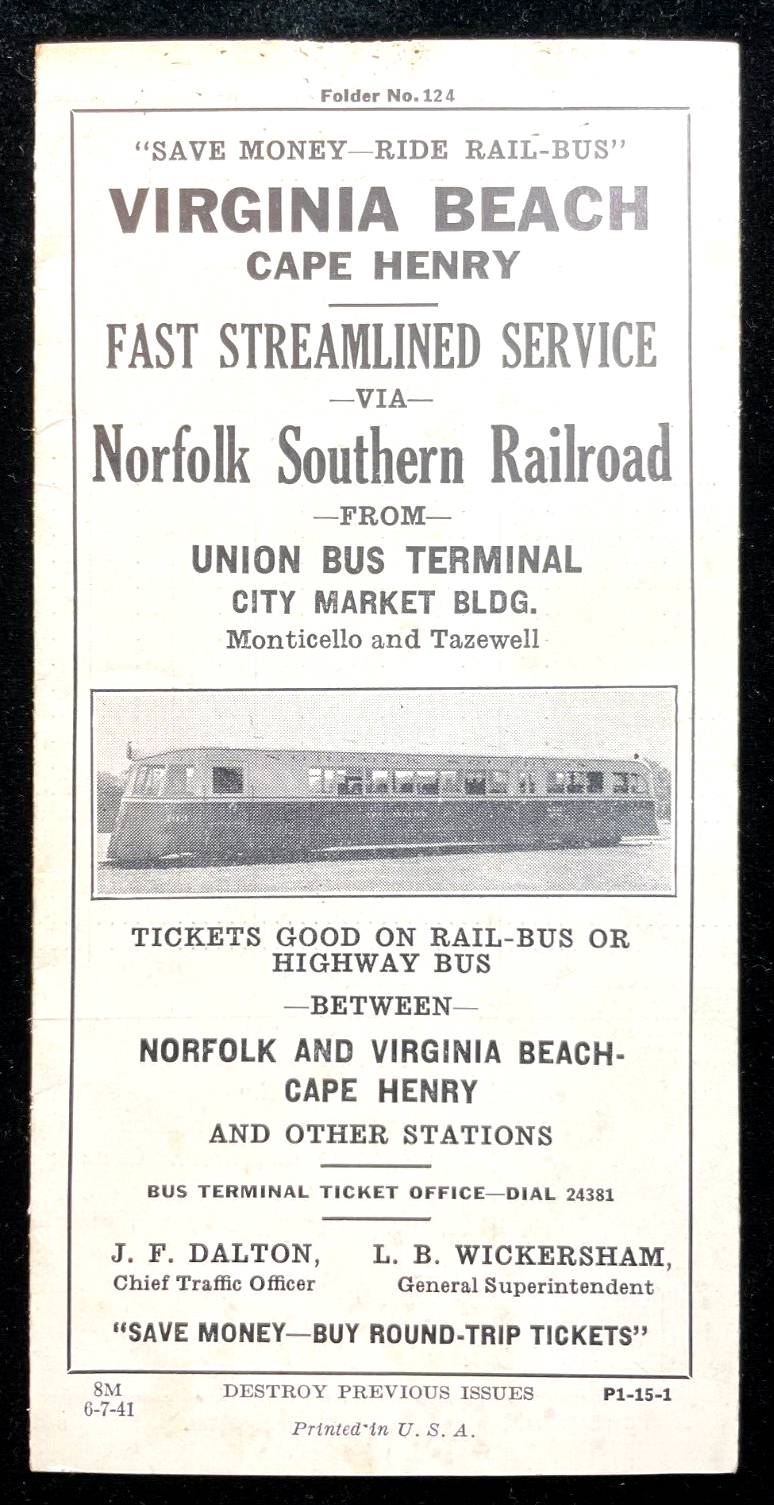 Folder No. 124
"SAVE MONEY—RIDE RAIL-BUS"
VIRGINIA BEACH
CAPE HENRY
FAST STREAMLINED SERVICE
—VIA—
Norfolk Southern Railroad
—FROM—
UNION BUS TERMINAL
CITY MARKET BLDG.
Monticello and Tazewell
TICKETS GOOD ON RAIL-BUS OR
HIGHWAY BUS
—BETWEEN—
NORFOLK AND VIRGINIA BEACH-
CAPE HENRY
AND OTHER STATIONS
BUS TERMINAL TICKET OFFICE—DIAL 24381
J. F. DALTON, L. B. WICKERSHAM,
Chief Traffic Officer General Superintendent
"SAVE MONEY—BUY ROUND-TRIP TICKETS"
8M DESTROY PREVIOUS ISSUES P1-15-1
6-7-41
Printed in U. S. A.